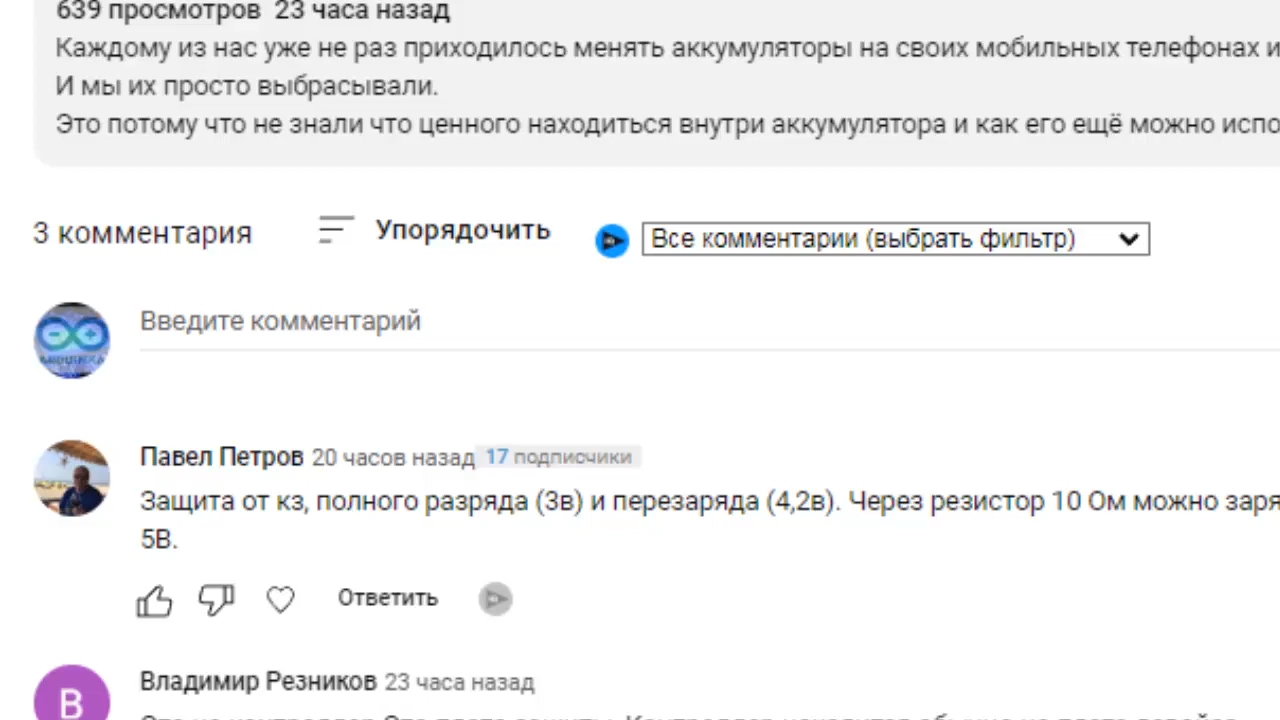 639 просмотров 23 часа назад
Каждому из нас уже не раз приходилось менять аккумуляторы на своих мобильных телефонах и
И мы их просто выбрасывали.
Это потому что не знали что ценного находиться внутри аккумулятора и как его ещё можно испо
3 комментария Упорядочить Все комментарии (выбрать фильтр)
Введите комментарий
Павел Петров 20 часов назад 17 подписчики
Защита от кз, полного разряда (3в) и перезаряда (4,2в). Через резистор 10 Ом можно заря
5В.
Ответить
В
Владимир Резников 23 часа назад